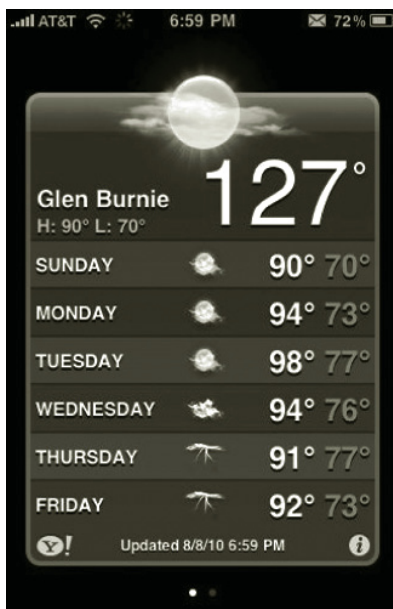 AT&T 6:59 PM 72%
127°
Glen Burnie
H: 90° L: 70°
SUNDAY 90° 70°
MONDAY 94° 73°
TUESDAY 98° 77°
WEDNESDAY 94° 76°
THURSDAY 91° 77°
FRIDAY 92° 73°
Y! Updated 8/8/10 6:59 PM i